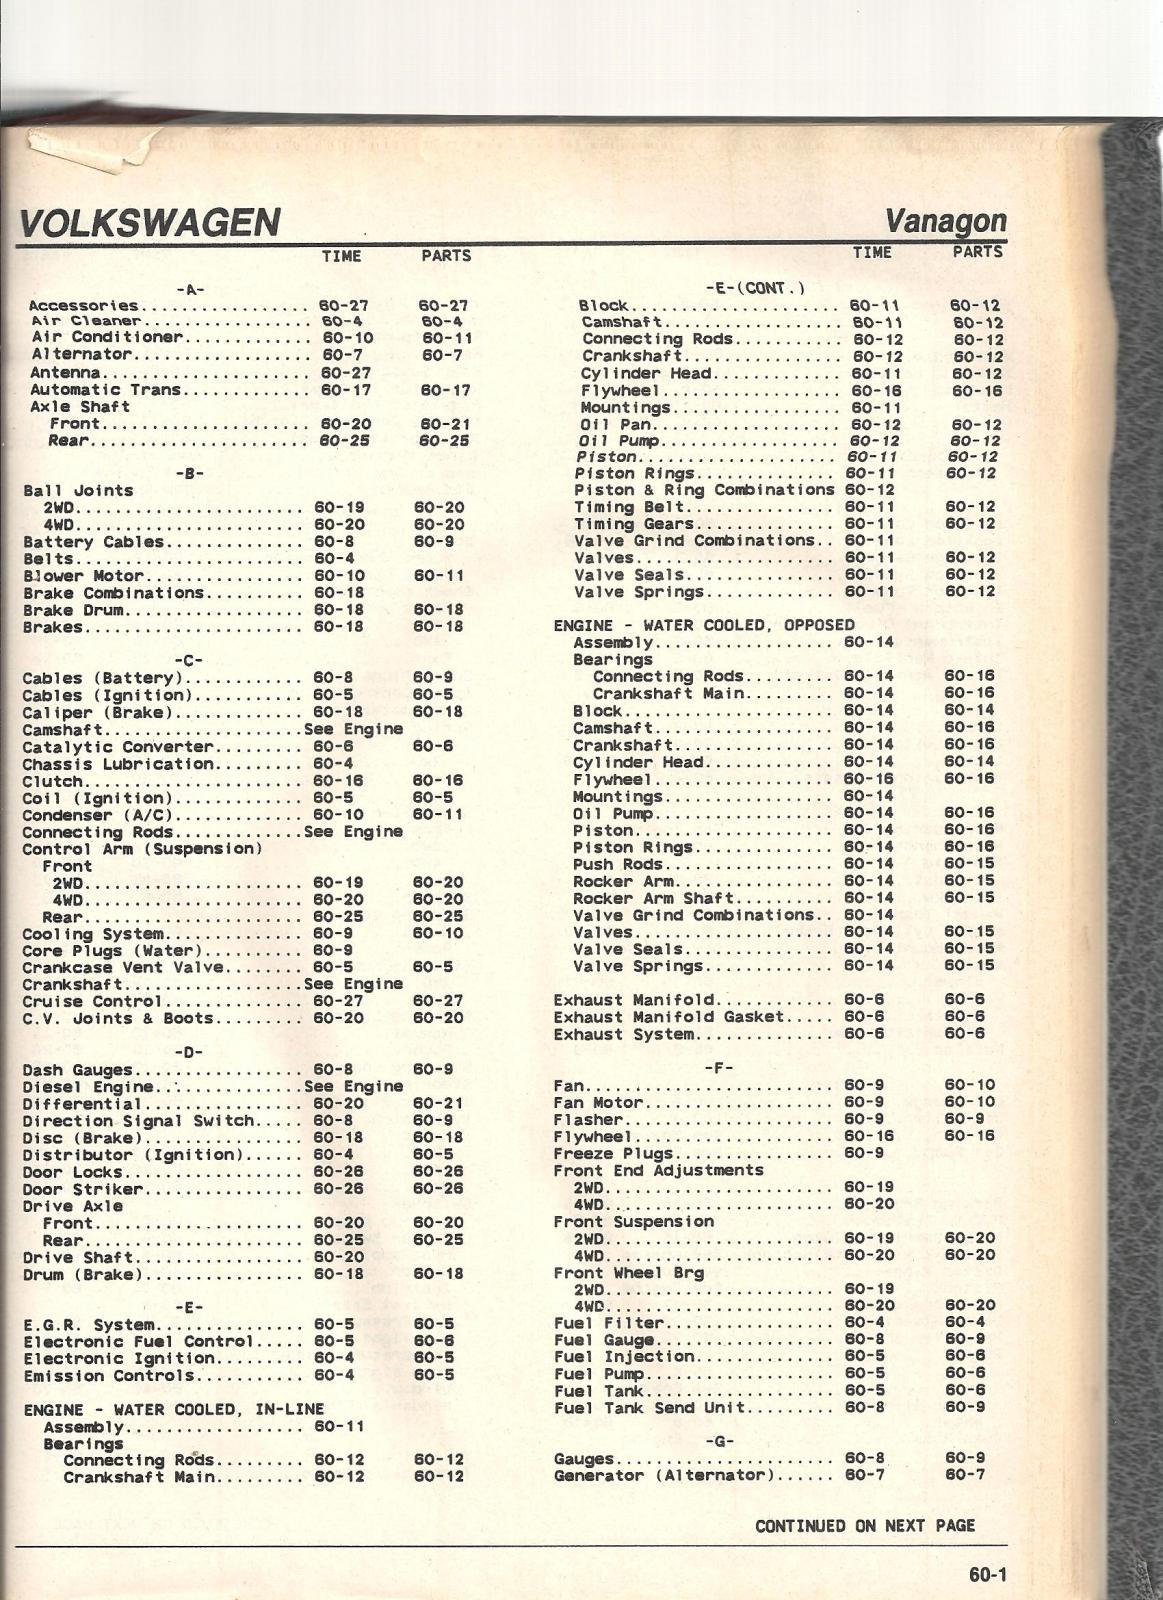 VOLKSWAGEN Vanagon
TIME PARTS
-A-
Accessories................. 60-27 60-27
Air Cleaner................. 60-4 60-4
Air Conditioner............. 60-10 60-11
Alternator.................. 60-7 60-7
Antenna..................... 60-27
Automatic Trans............. 60-17 60-17
Axle Shaft
Front..................... 60-20 60-21
Rear...................... 60-25 60-25
-B-
Ball Joints
2WD....................... 60-19 60-20
4WD....................... 60-20 60-20
Battery Cables.............. 60-8 60-9
Belts....................... 60-4
Blower Motor................ 60-10 60-11
Brake Combinations.......... 60-18
Brake Drum.................. 60-18 60-18
Brakes...................... 60-18 60-18
-C-
Cables (Battery)............ 60-8 60-9
Cables (Ignition)........... 60-5 60-5
Caliper (Brake)............. 60-18 60-18
Camshaft....................See Engine
Catalytic Converter......... 60-6 60-6
Chassis Lubrication......... 60-4
Clutch...................... 60-16 60-16
Coil (Ignition)............. 60-5 60-5
Condenser (A/C)............. 60-10 60-11
Connecting Rods.............See Engine
Control Arm (Suspension)
Front
2WD...................... 60-19 60-20
4WD...................... 60-20 60-20
Rear...................... 60-25 60-25
Cooling System.............. 60-9 60-10
Core Plugs (Water).......... 60-9
Crankcase Vent Valve........ 60-5 60-5
Crankshaft..................See Engine
Cruise Control.............. 60-27 60-27
C.V. Joints & Boots......... 60-20 60-20
-D-
Dash Gauges................. 60-8 60-9
Diesel Engine...............See Engine
Differential................ 60-20 60-21
Direction Signal Switch..... 60-8 60-9
Disc (Brake)................ 60-18 60-18
Distributor (Ignition)...... 60-4 60-5
Door Locks.................. 60-26 60-26
Door Striker................ 60-26 60-26
Drive Axle
Front..................... 60-20 60-20
Rear...................... 60-25 60-25
Drive Shaft................. 60-20
Drum (Brake)................ 60-18 60-18
-E-
E.G.R. System............... 60-5 60-5
Electronic Fuel Control..... 60-5 60-6
Electronic Ignition......... 60-4 60-5
Emission Controls........... 60-4 60-5
ENGINE - WATER COOLED, IN-LINE
Assembly.................. 60-11
Bearings
Connecting Rods......... 60-12 60-12
Crankshaft Main......... 60-12 60-12
TIME PARTS
-E-(CONT.)
Block..................... 60-11 60-12
Camshaft.................. 60-11 60-12
Connecting Rods........... 60-12 60-12
Crankshaft................ 60-12 60-12
Cylinder Head............. 60-11 60-12
Flywheel.................. 60-16 60-16
Mountings................. 60-11
Oil Pan................... 60-12 60-12
Oil Pump.................. 60-12 60-12
Piston.................... 60-11 60-12
Piston Rings.............. 60-11 60-12
Piston & Ring Combinations 60-12
Timing Belt............... 60-11 60-12
Timing Gears.............. 60-11 60-12
Valve Grind Combinations.. 60-11
Valves.................... 60-11 60-12
Valve Seals............... 60-11 60-12
Valve Springs............. 60-11 60-12
ENGINE - WATER COOLED, OPPOSED
Assembly.................. 60-14
Bearings
Connecting Rods......... 60-14 60-16
Crankshaft Main......... 60-14 60-16
Block..................... 60-14 60-14
Camshaft.................. 60-14 60-16
Crankshaft................ 60-14 60-16
Cylinder Head............. 60-14 60-14
Flywheel.................. 60-16 60-16
Mountings................. 60-14
Oil Pump.................. 60-14 60-16
Piston.................... 60-14 60-16
Piston Rings.............. 60-14 60-16
Push Rods................. 60-14 60-15
Rocker Arm................ 60-14 60-15
Rocker Arm Shaft.......... 60-14 60-15
Valve Grind Combinations.. 60-14
Valves.................... 60-14 60-15
Valve Seals............... 60-14 60-15
Valve Springs............. 60-14 60-15
Exhaust Manifold............ 60-6 60-6
Exhaust Manifold Gasket..... 60-6 60-6
Exhaust System.............. 60-6 60-6
-F-
Fan......................... 60-9 60-10
Fan Motor................... 60-9 60-10
Flasher..................... 60-9 60-9
Flywheel.................... 60-16 60-16
Freeze Plugs................ 60-9
Front End Adjustments
2WD....................... 60-19
4WD....................... 60-20
Front Suspension
2WD....................... 60-19 60-20
4WD....................... 60-20 60-20
Front Wheel Brg
2WD....................... 60-19
4WD....................... 60-20 60-20
Fuel Filter................. 60-4 60-4
Fuel Gauge.................. 60-8 60-9
Fuel Injection.............. 60-5 60-6
Fuel Pump................... 60-5 60-6
Fuel Tank................... 60-5 60-6
Fuel Tank Send Unit......... 60-8 60-9
-G-
Gauges...................... 60-8 60-9
Generator (Alternator)...... 60-7 60-7
CONTINUED ON NEXT PAGE
60-1